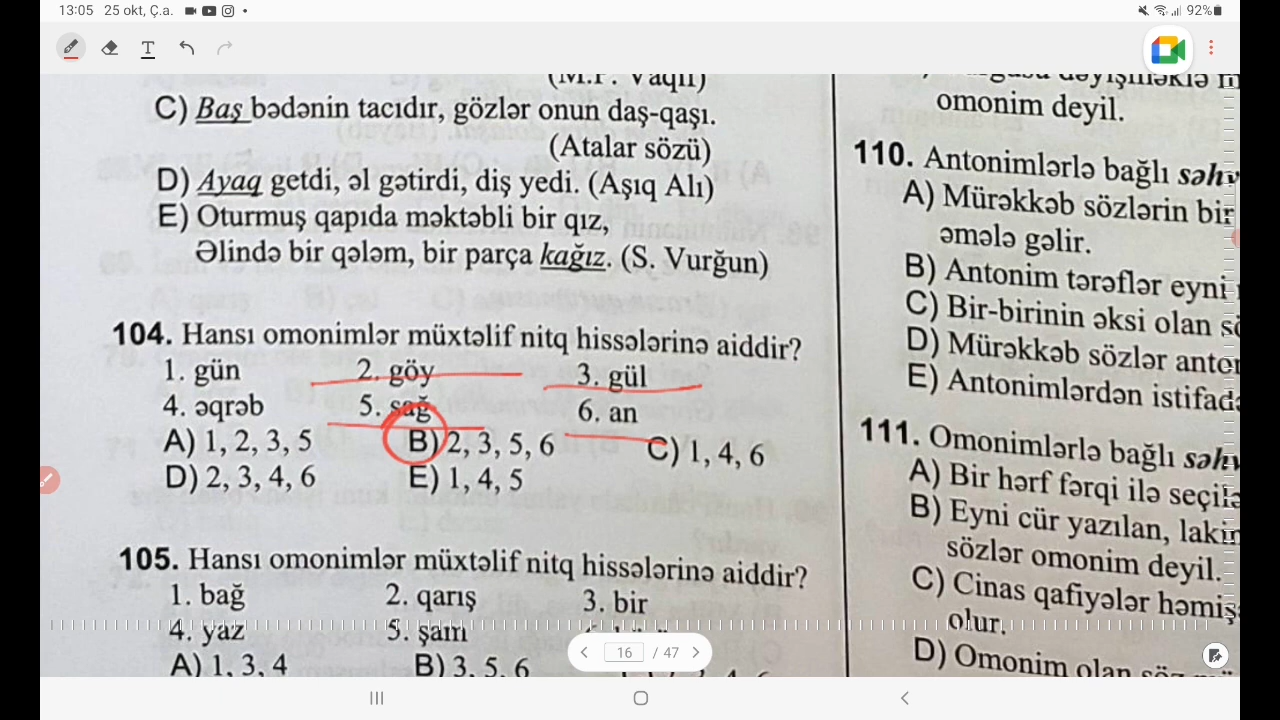 13:05 25 okt, Ç.a.
92%
T
C) Baş bədənin tacıdır, gözlər onun daş-qaşı.
(Atalar sözü)
D) Ayaq getdi, əl gətirdi, diş yedi. (Aşıq Alı)
E) Oturmuş qapıda məktəbli bir qız,
Əlində bir qələm, bir parça kağız. (S. Vurğun)
104. Hansı omonimlər müxtəlif nitq hissələrinə aiddir?
1. gün 2. göy 3. gül
4. əqrəb 5. sağ 6. an
A) 1, 2, 3, 5 B) 2, 3, 5, 6 C) 1, 4, 6
D) 2, 3, 4, 6 E) 1, 4, 5
105. Hansı omonimlər müxtəlif nitq hissələrinə aiddir?
1. bağ 2. qarış 3. bir
4. yaz 5. şam
A) 1, 3, 4 B) 3, 5, 6
omonim deyil.
110. Antonimlərlə bağlı səhv
A) Mürəkkəb sözlərin bir
əmələ gəlir.
B) Antonim tərəflər eyni
C) Bir-birinin əksi olan
D) Mürəkkəb sözlər
E) Antonimlərdən
111. Omonimlərlə bağlı səhv
A) Bir hərf fərqi ilə
B) Eyni cür yazılan,
sözlər omonim deyil.
C) Cinas qafiyələr
olur.
D) Omonim olan
16 / 47